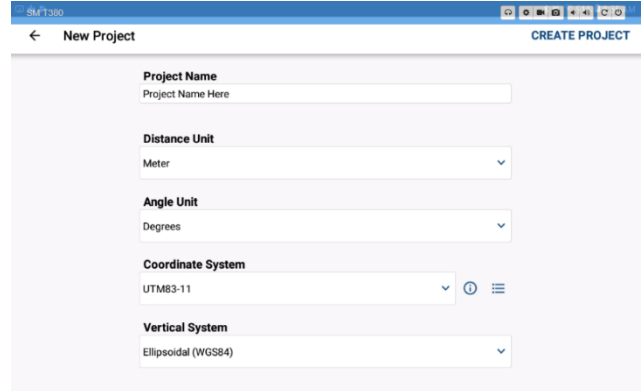 SM T380
New Project
CREATE PROJECT
Project Name
Project Name Here
Distance Unit
Meter
Angle Unit
Degrees
Coordinate System
UTM83-11
Vertical System
Ellipsoidal (WGS84)